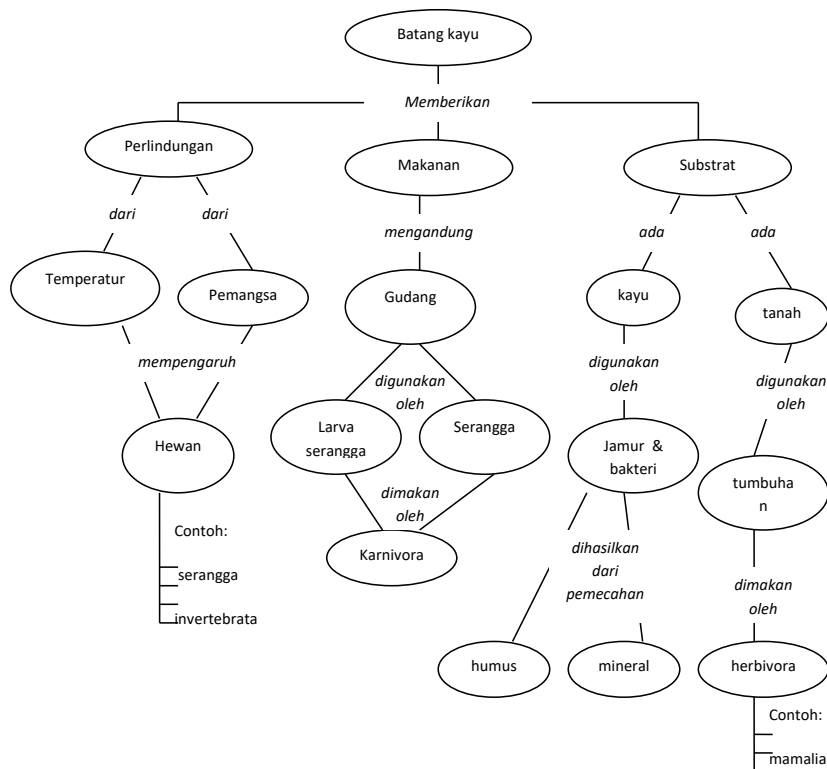 Batang kayu
Memberikan
Perlindungan
Makanan
Substrat
dari
dari
mengandung
ada
ada
Temperatur
Pemangsa
Gudang
kayu
tanah
mempengaruh
digunakan
oleh
digunakan
oleh
digunakan
oleh
Hewan
Larva
serangga
Serangga
Jamur &
bakteri
tumbuha
n
Contoh:
serangga
invertebrata
dimakan
oleh
Karnivora
dihasilkan
dari
pemecahan
dimakan
oleh
humus
mineral
herbivora
Contoh:
mamalia